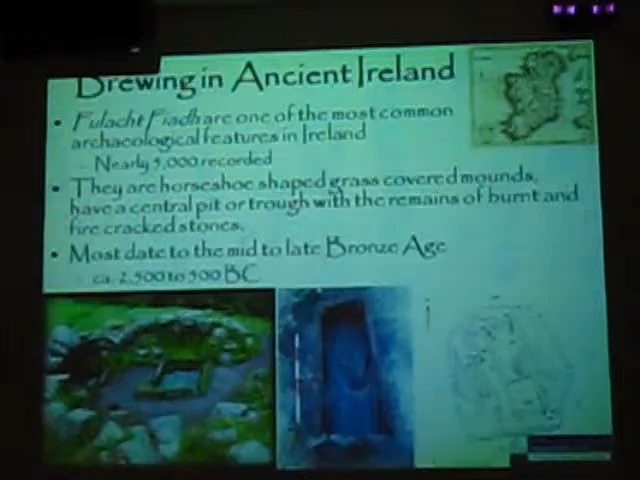 Brewing in Ancient Ireland
• Fulacht Fiadh are one of the most common
archaeological features in Ireland
– Nearly 5,000 recorded
• They are horseshoe shaped grass covered mounds,
have a central pit or trough with the remains of burnt and
fire cracked stones.
• Most date to the mid to late Bronze Age
– ca. 2,500 to 500 BC